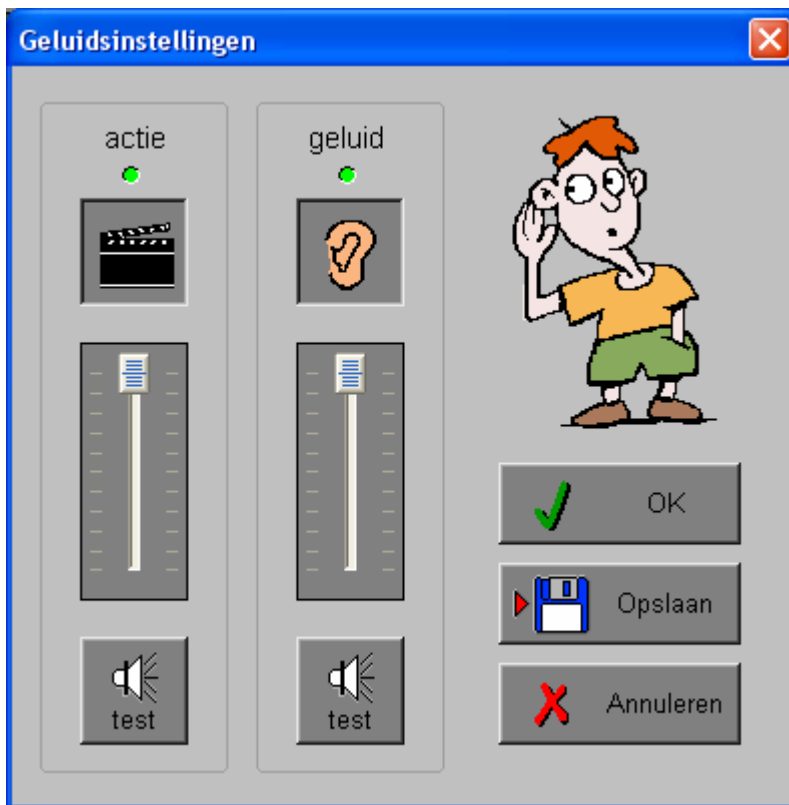 Geluidsinstellingen
actie
geluid
test
test
OK
Opslaan
Annuleren